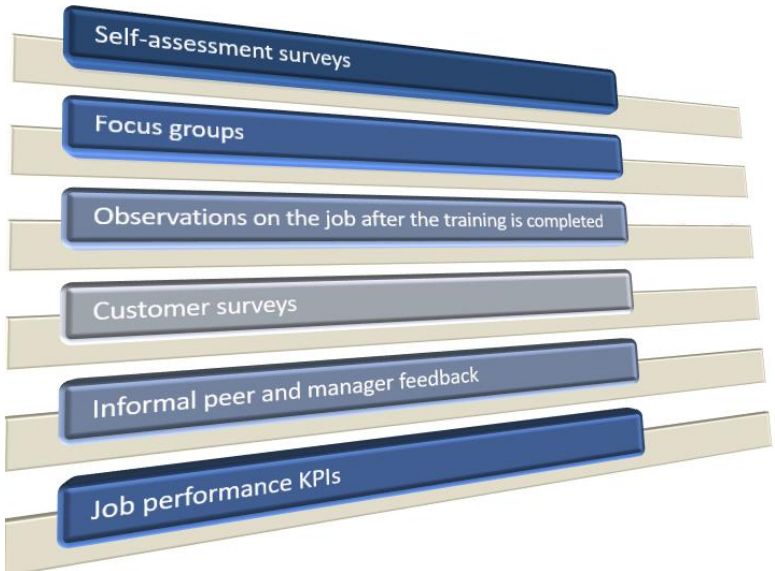 Self-assessment surveys
Focus groups
Observations on the job after the training is completed
Customer surveys
Informal peer and manager feedback
Job performance KPIs